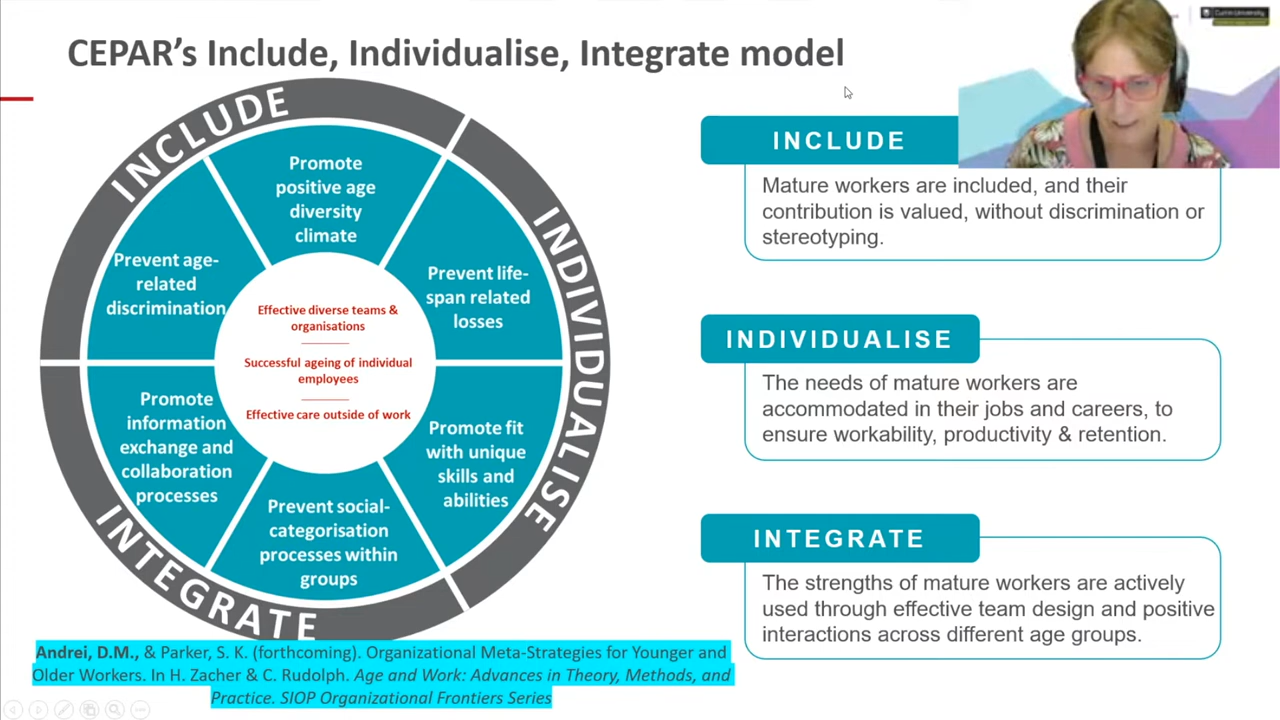 CEPAR's Include, Individualise, Integrate model
INCLUDE
INDIVIDUALISE
INTEGRATE
Promote
positive age
diversity
climate
Prevent age-
related
discrimination
Prevent life-
span related
losses
Promote
information
exchange and
collaboration
processes
Promote fit
with unique
skills and
abilities
Prevent social-
categorisation
processes within
groups
Effective diverse teams &
organisations
Successful ageing of individual
employees
Effective care outside of work
INCLUDE
Mature workers are included, and their
contribution is valued, without discrimination or
stereotyping.
INDIVIDUALISE
The needs of mature workers are
accommodated in their jobs and careers, to
ensure workability, productivity & retention.
INTEGRATE
The strengths of mature workers are actively
used through effective team design and positive
interactions across different age groups.
Andrei, D.M., & Parker, S. K. (forthcoming). Organizational Meta-Strategies for Younger and
Older Workers. In H. Zacher & C. Rudolph. Age and Work: Advances in Theory, Methods, and
Practice. SIOP Organizational Frontiers Series
Curtin University